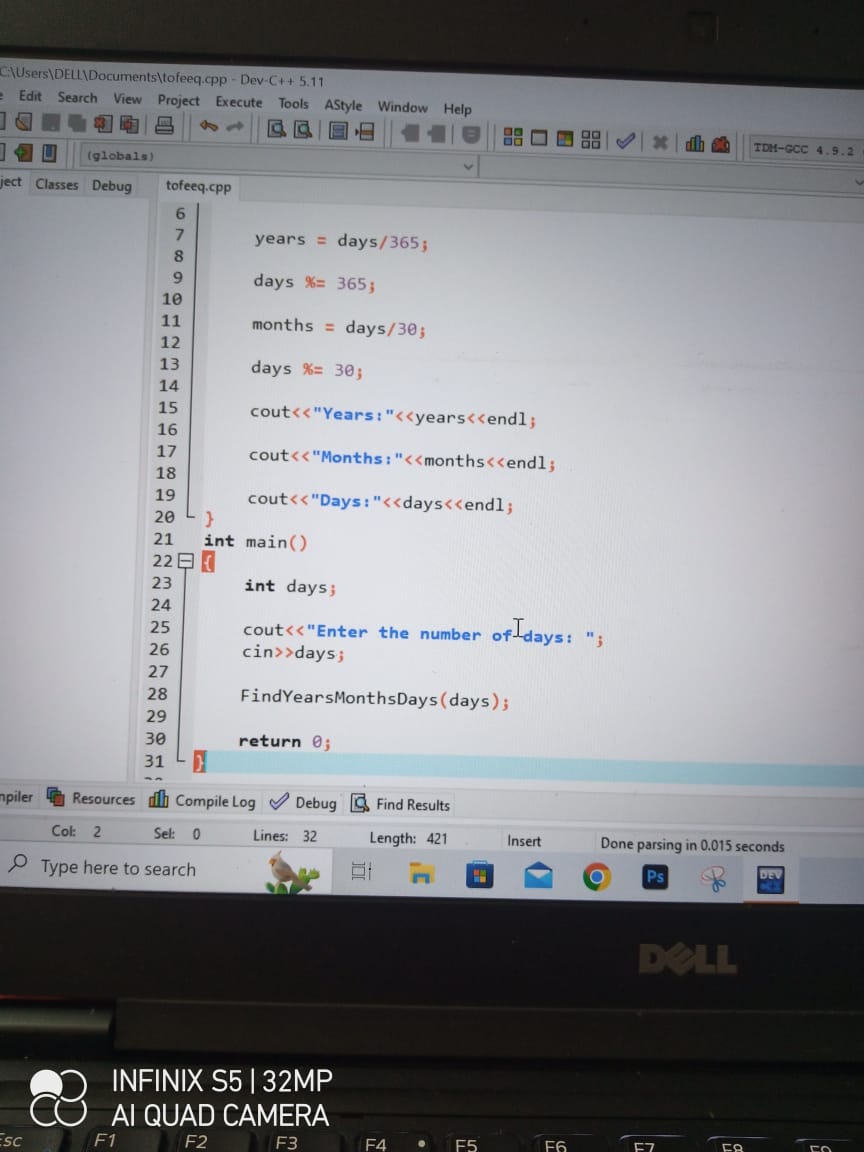 C:\Users\DELL\Documents\tofeeq.cpp - Dev-C++ 5.11
Edit Search View Project Execute Tools AStyle Window Help
TDM-GCC 4.9.2
(globals)
ject Classes Debug tofeeq.cpp
6
7 years = days/365;
8
9 days %= 365;
10
11 months = days/30;
12
13 days %= 30;
14
15 cout<<"Years:"<<years<<endl;
16
17 cout<<"Months:"<<months<<endl;
18
19 cout<<"Days:"<<days<<endl;
20 }
21 int main()
22 {
23 int days;
24
25 cout<<"Enter the number of days: ";
26 cin>>days;
27
28 FindYearsMonthsDays(days);
29
30 return 0;
31 }
mpiler Resources Compile Log Debug Find Results
Col: 2 Sel: 0 Lines: 32 Length: 421 Insert Done parsing in 0.015 seconds
Type here to search Ps DEV
DELL
INFINIX S5 | 32MP
AI QUAD CAMERA
Esc F1 F2 F3 F4 F5 F6 F7 F8 F9